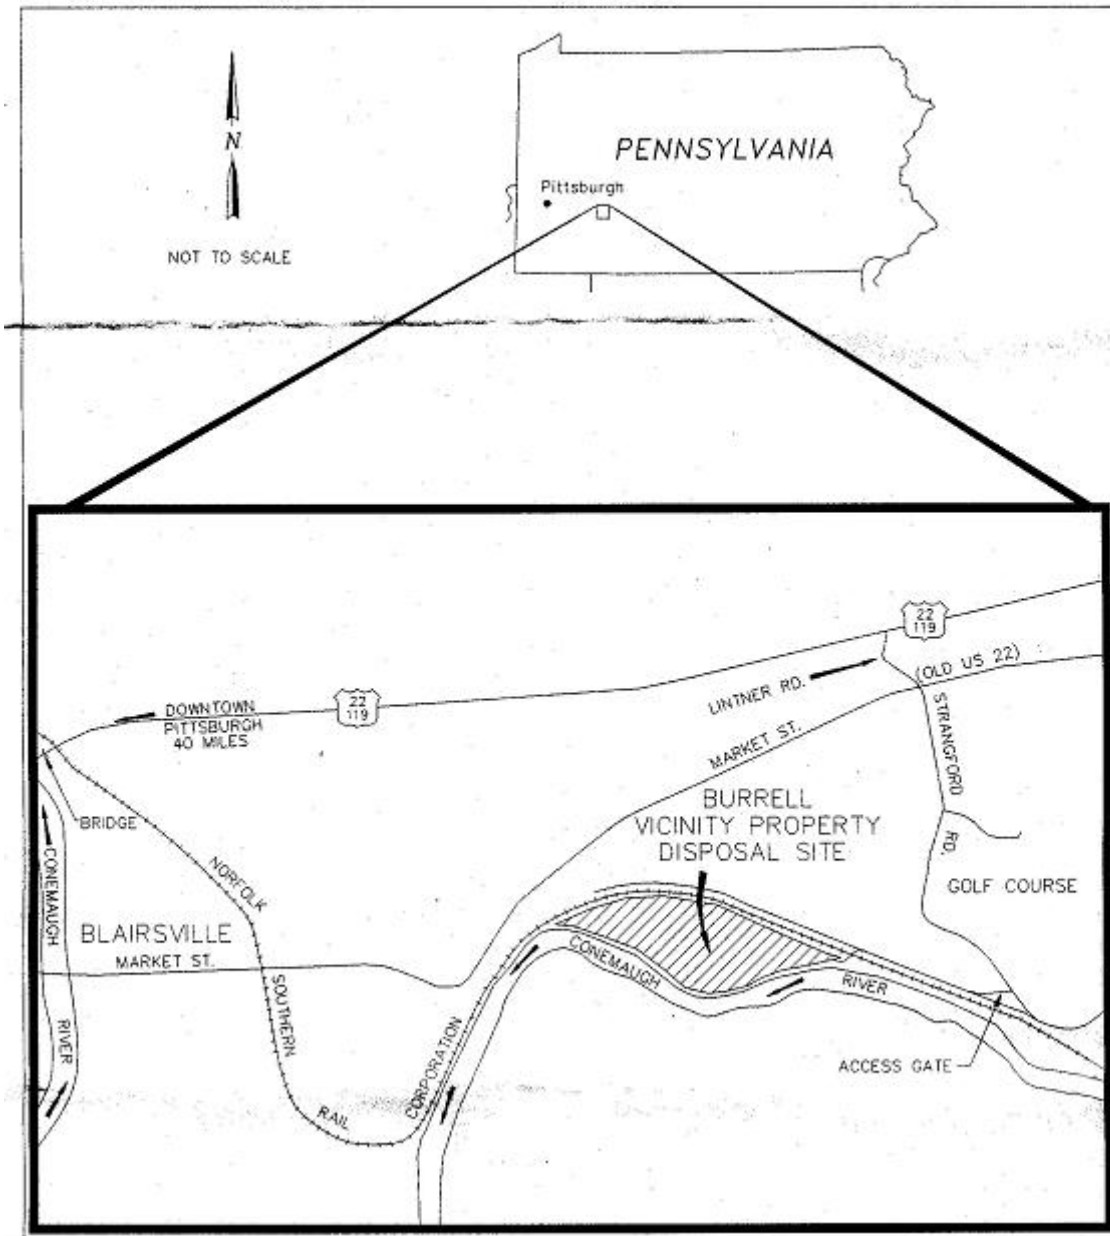 PENNSYLVANIA
N
Pittsburgh
NOT TO SCALE
22
119
(OLD US 22)
LINTNER RD.
22
119
DOWNTOWN
PITTSBURGH
40 MILES
STRANGFORD
RD.
MARKET ST.
BURRELL
VICINITY PROPERTY
DISPOSAL SITE
BRIDGE
CONEMAUGH
RIVER
NORFOLK
SOUTHERN
RAIL
CORPORATION
GOLF COURSE
BLAIRSVILLE
MARKET ST.
CONEMAUGH
RIVER
ACCESS GATE